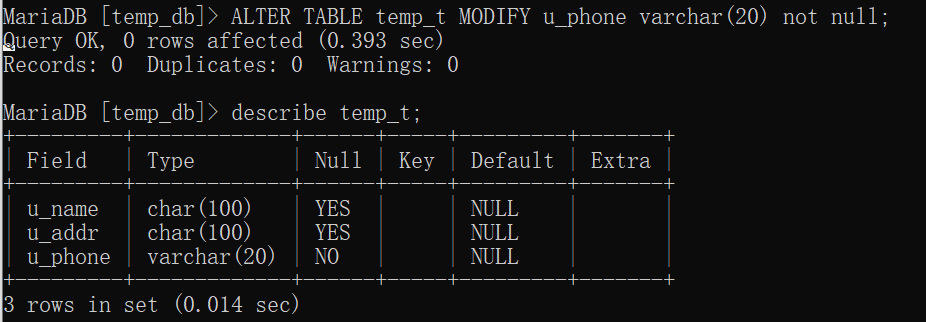 MariaDB [temp_db]> ALTER TABLE temp_t MODIFY u_phone varchar(20) not null;
Query OK, 0 rows affected (0.393 sec)
Records: 0  Duplicates: 0  Warnings: 0
MariaDB [temp_db]> describe temp_t;
+---------+-------------+------+-----+---------+-------+
| Field   | Type        | Null | Key | Default | Extra |
+---------+-------------+------+-----+---------+-------+
| u_name  | char(100)   | YES  |     | NULL    |       |
| u_addr  | char(100)   | YES  |     | NULL    |       |
| u_phone | varchar(20) | NO   |     | NULL    |       |
+---------+-------------+------+-----+---------+-------+
3 rows in set (0.014 sec)